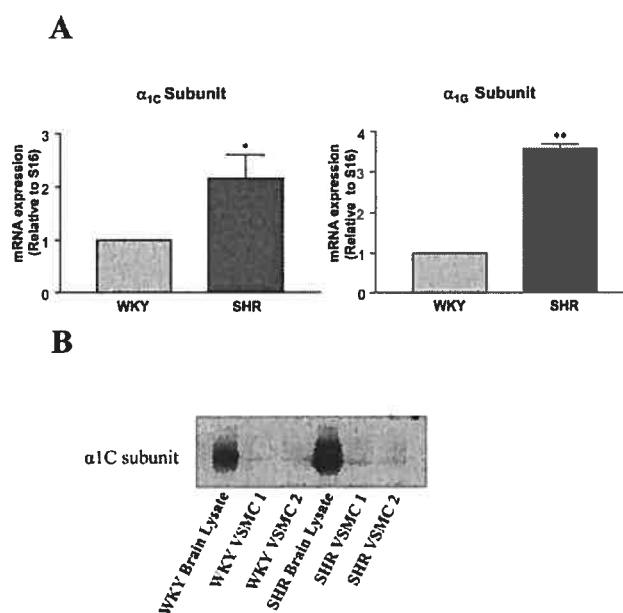 A
α1C Subunit
mRNA expression
(Relative to S16)
3
2
1
0
*
WKY
SHR
α1G Subunit
mRNA expression
(Relative to S16)
4
3
2
1
0
**
WKY
SHR
B
α1C subunit
WKY Brain Lysate
WKY VSMC 1
WKY VSMC 2
SHR Brain Lysate
SHR VSMC 1
SHR VSMC 2